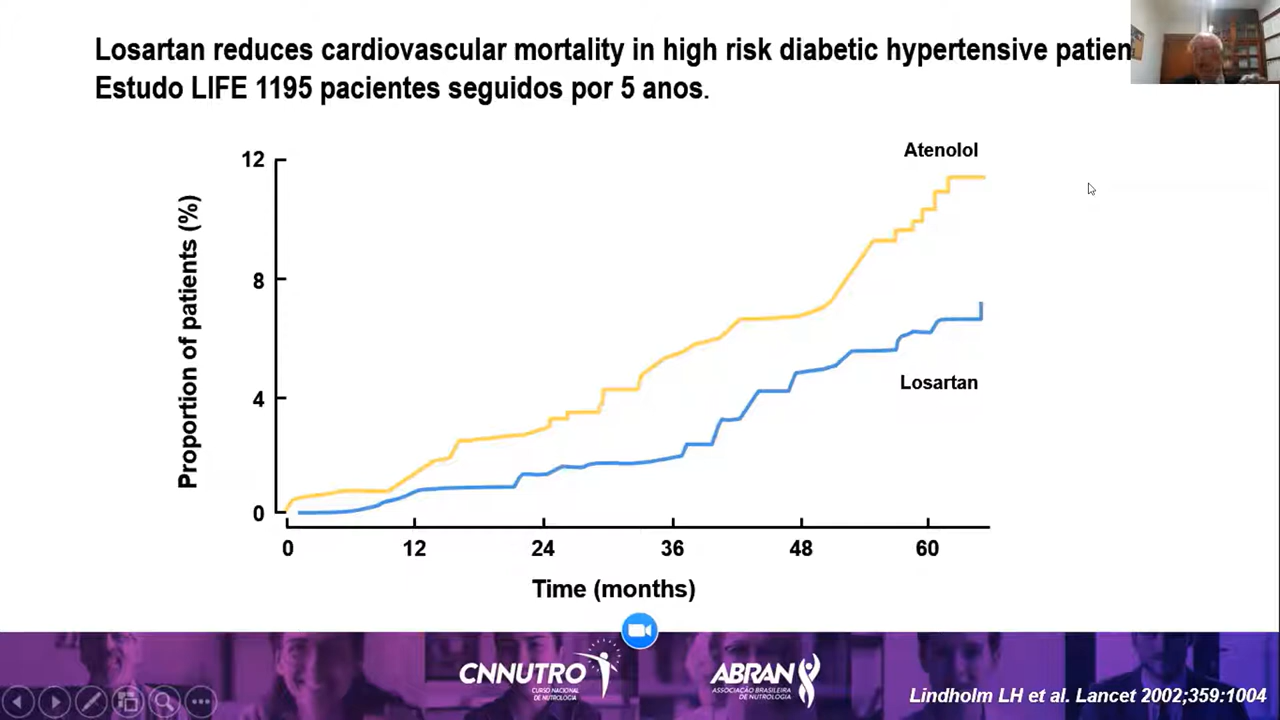 Losartan reduces cardiovascular mortality in high risk diabetic hypertensive patien
Estudo LIFE 1195 pacientes seguidos por 5 anos.
12
8
4
0
Proportion of patients (%)
Atenolol
Losartan
0 12 24 36 48 60
Time (months)
CNNUTRO
CURSO NACIONAL
DE NUTROLOGIA
ABRAN
ASSOCIAÇÃO BRASILEIRA
DE NUTROLOGIA
Lindholm LH et al. Lancet 2002;359:1004